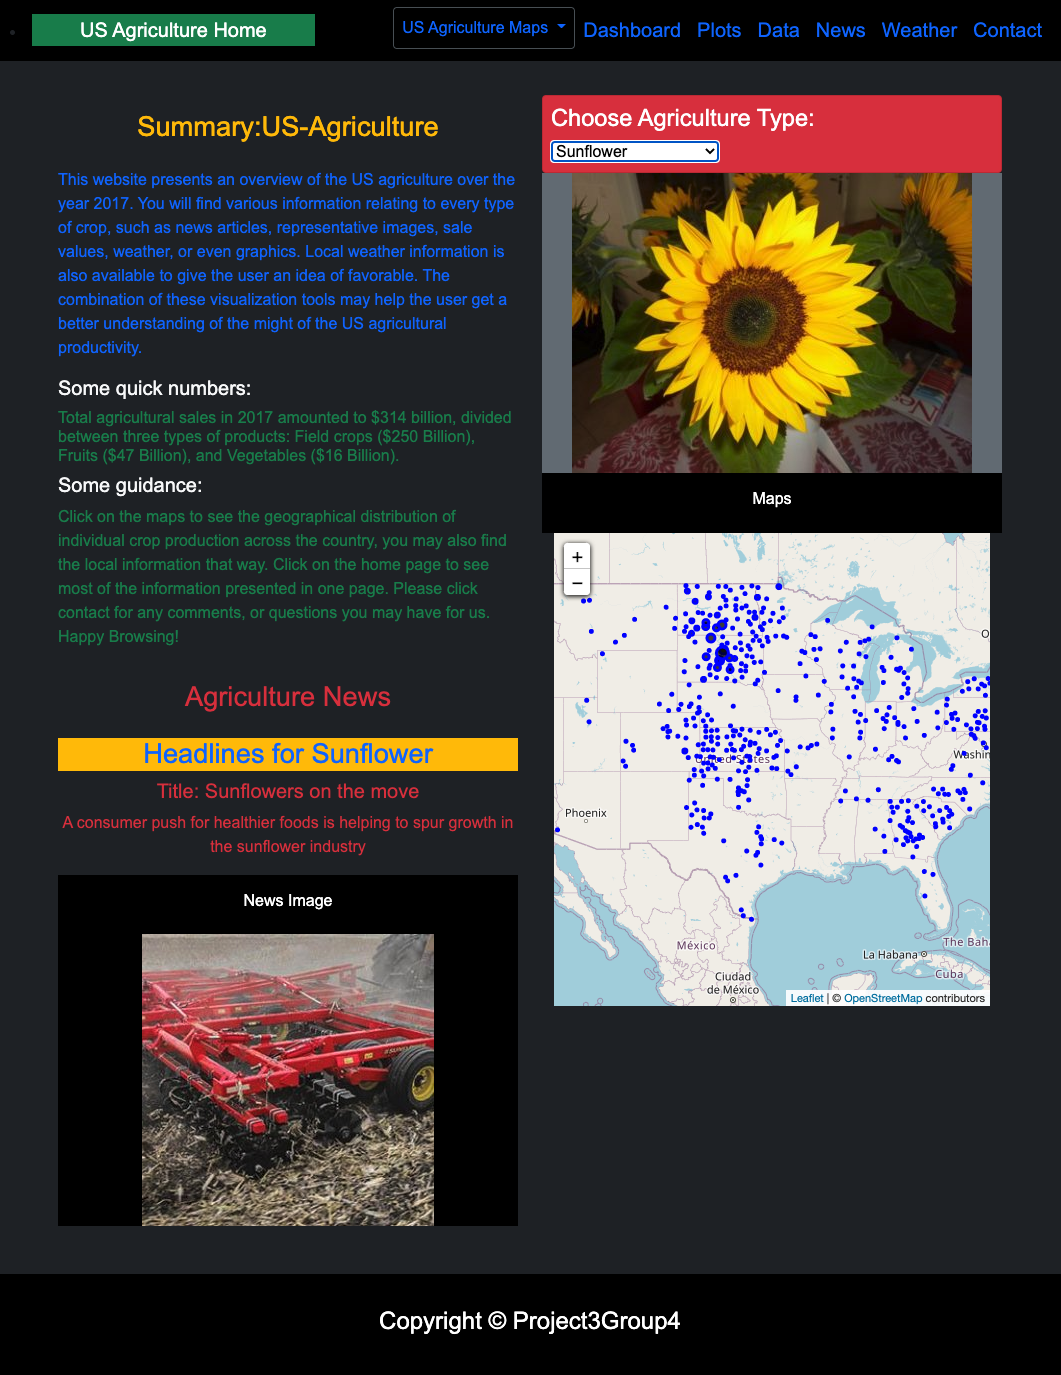 US Agriculture Home
US Agriculture Maps
Dashboard
Plots
Data
News
Weather
Contact
Summary:US-Agriculture
This website presents an overview of the US agriculture over the
year 2017. You will find various information relating to every type
of crop, such as news articles, representative images, sale
values, weather, or even graphics. Local weather information is
also available to give the user an idea of favorable. The
combination of these visualization tools may help the user get a
better understanding of the might of the US agricultural
productivity.
Some quick numbers:
Total agricultural sales in 2017 amounted to $314 billion, divided
between three types of products: Field crops ($250 Billion),
Fruits ($47 Billion), and Vegetables ($16 Billion).
Some guidance:
Click on the maps to see the geographical distribution of
individual crop production across the country, you may also find
the local information that way. Click on the home page to see
most of the information presented in one page. Please click
contact for any comments, or questions you may have for us.
Happy Browsing!
Agriculture News
Headlines for Sunflower
Title: Sunflowers on the move
A consumer push for healthier foods is helping to spur growth in
the sunflower industry
News Image
Choose Agriculture Type:
Sunflower
Maps
+
−
United States
Washin
Phoenix
México
Ciudad
de México
La Habana
The Baha
Cuba
Leaflet | © OpenStreetMap contributors
Copyright © Project3Group4